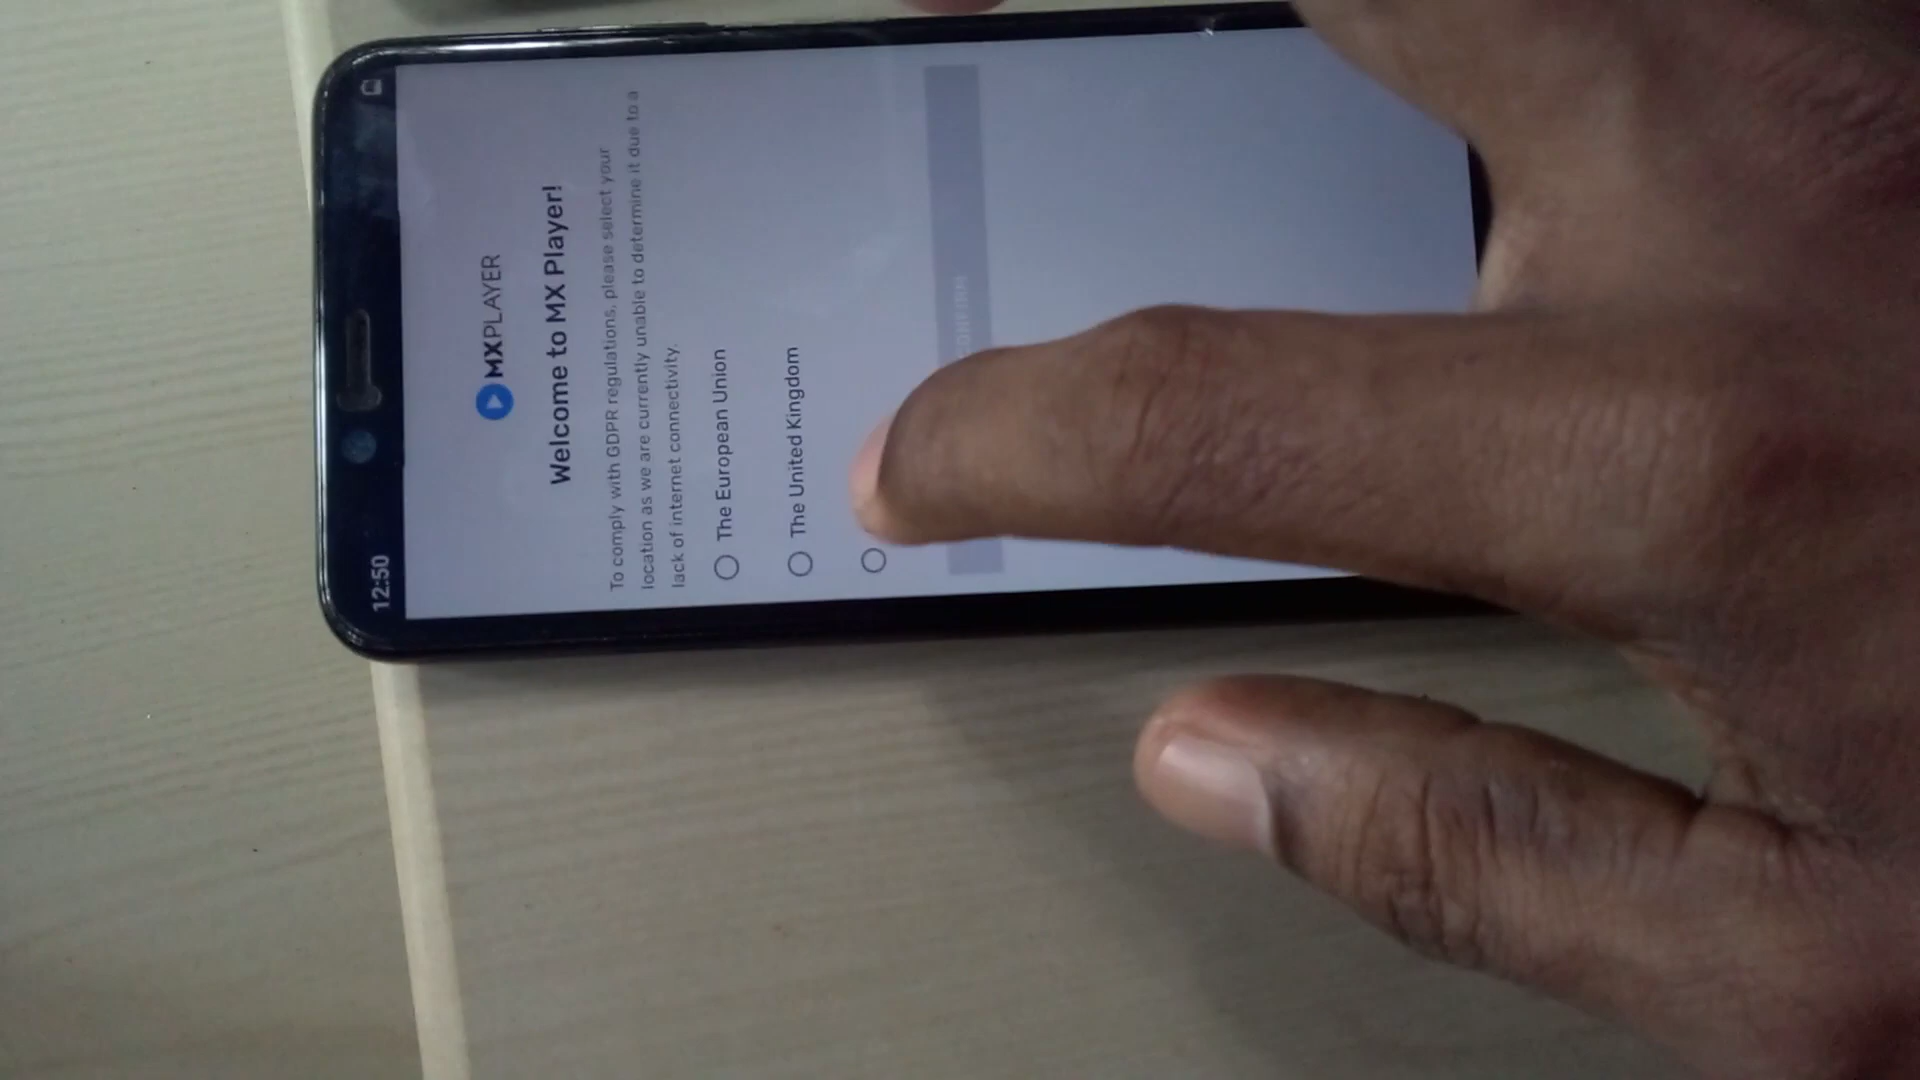 12:50
MXPLAYER
Welcome to MX Player!
To comply with GDPR regulations, please select your
location as we are currently unable to determine it due to a
lack of internet connectivity.
The European Union
The United Kingdom
CONFIRM